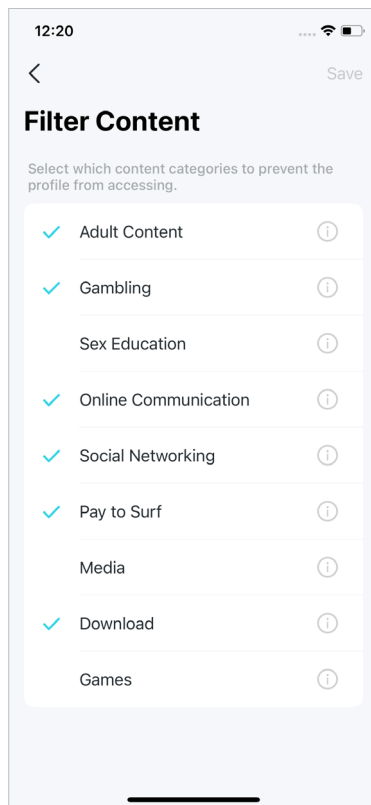 12:20
Save
Filter Content
Select which content categories to prevent the
profile from accessing.
Adult Content
Gambling
Sex Education
Online Communication
Social Networking
Pay to Surf
Media
Download
Games